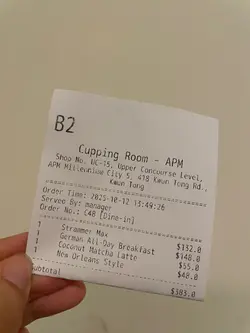 B2
Cupping Room - APM
Shop No. UC-15, Upper Concourse Level,
APM Millennium City 5, 418 Kwun Tong Rd.,
Kwun Tong
Order Time: 2025-10-12 13:49:26
Served By: manager
Order No.: C48 [Dine-in]
1 Strammer Max $132.0
1 German All-Day Breakfast $148.0
1 Coconut Matcha Latte $55.0
1 New Orleans Style $48.0
Subtotal $383.0